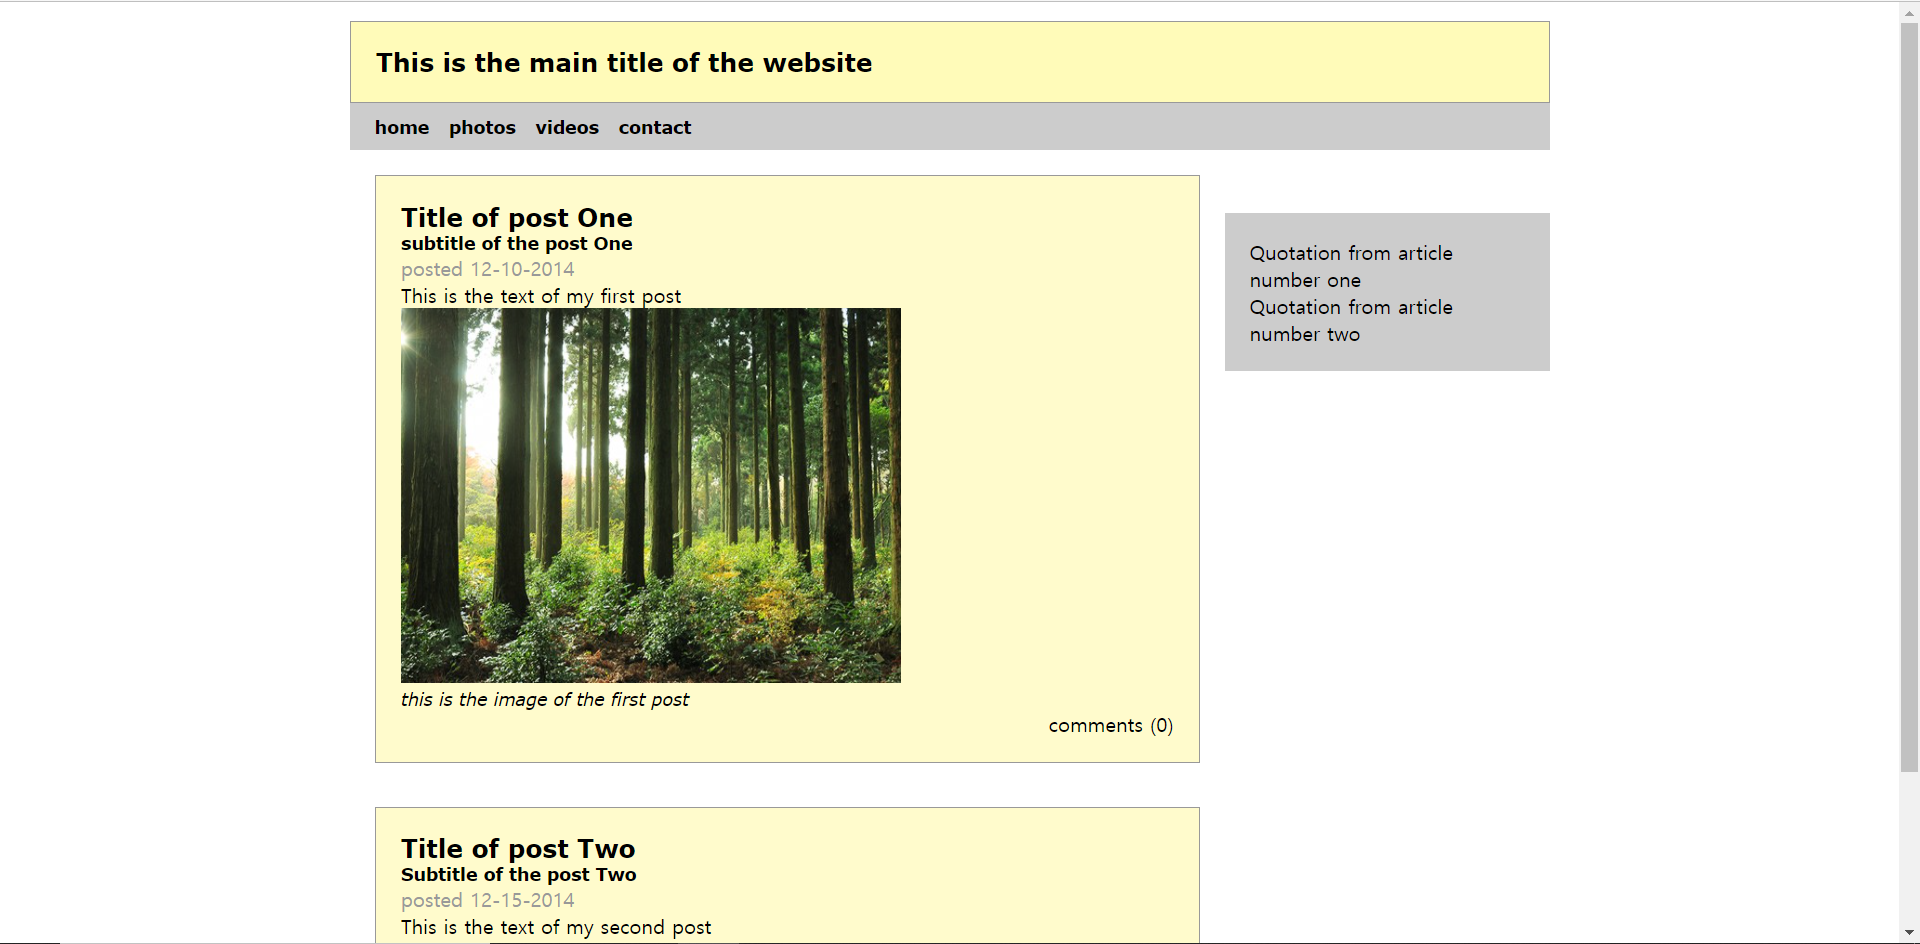 This is the main title of the website
home photos videos contact
Title of post One
subtitle of the post One
posted 12-10-2014
This is the text of my first post
this is the image of the first post
comments (0)
Quotation from article
number one
Quotation from article
number two
Title of post Two
Subtitle of the post Two
posted 12-15-2014
This is the text of my second post